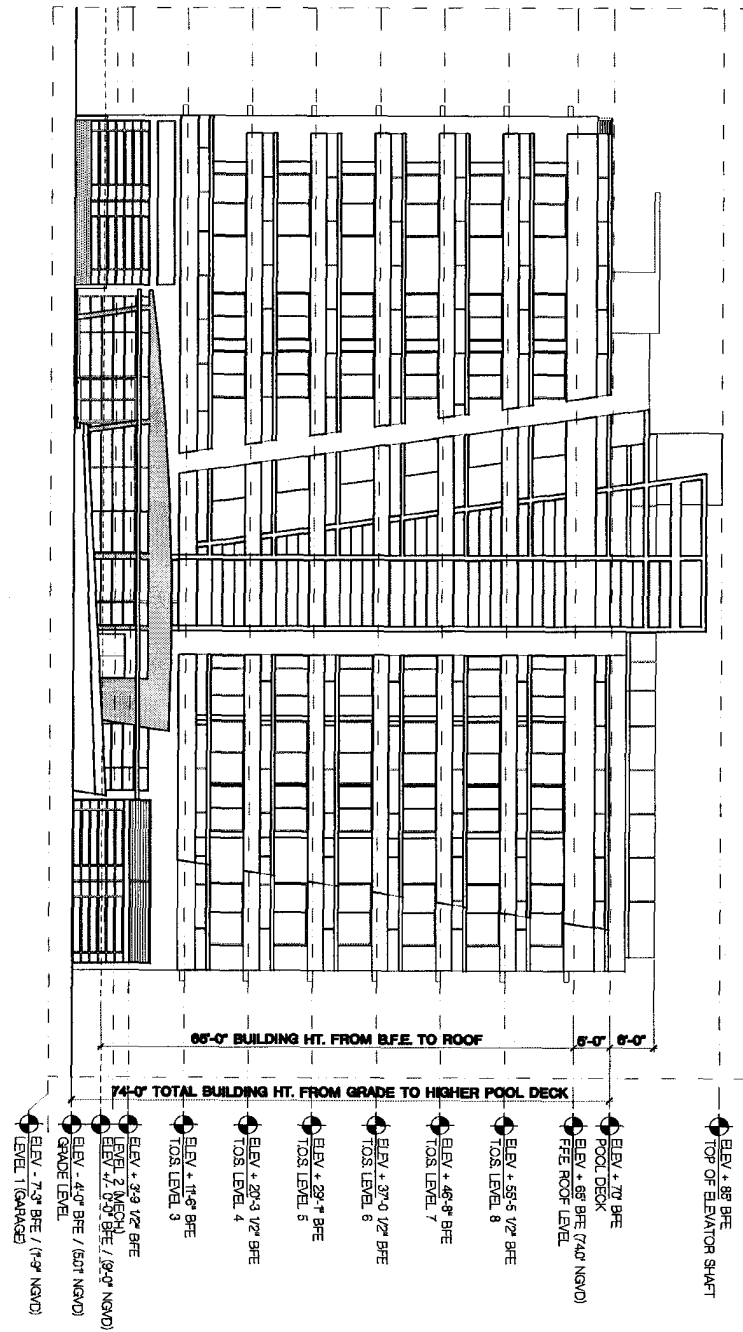 65'-0" BUILDING HT. FROM B.F.E. TO ROOF
5'-0"
6'-0"
74'-0" TOTAL BUILDING HT. FROM GRADE TO HIGHER POOL DECK
ELEV + 85' BFE
TOP OF ELEVATOR SHAFT
ELEV + 70' BFE
POOL DECK
ELEV + 65' BFE (74.0' NGVD)
F.F.E. ROOF LEVEL
ELEV + 55'-5 1/2" BFE
T.O.S. LEVEL 8
ELEV + 46'-8" BFE
T.O.S. LEVEL 7
ELEV + 37'-0 1/2" BFE
T.O.S. LEVEL 6
ELEV + 29'-1" BFE
T.O.S. LEVEL 5
ELEV + 20'-3 1/2" BFE
T.O.S. LEVEL 4
ELEV + 11'-6" BFE
T.O.S. LEVEL 3
ELEV + 3'-9 1/2" BFE
LEVEL 2 (MECH.)
ELEV +/- 0'-0" BFE / (9'-0" NGVD)
ELEV - 4'-0" BFE / (5.01' NGVD)
GRADE LEVEL
ELEV - 7'-3" BFE / (1'-9" NGVD)
LEVEL 1 (GARAGE)